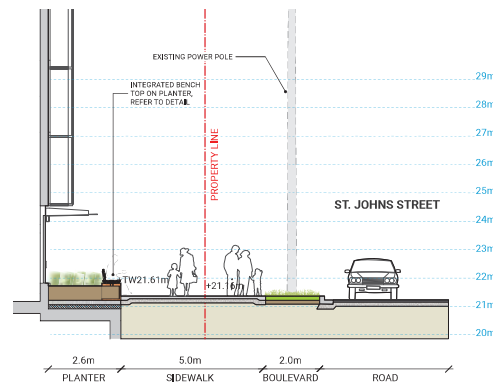 EXISTING POWER POLE
INTEGRATED BENCH
TOP ON PLANTER,
REFER TO DETAIL
PROPERTY LINE
29m
28m
27m
26m
25m
24m
23m
22m
21m
20m
ST. JOHNS STREET
+TW21.61m
+21.16m
2.6m
5.0m
2.0m
PLANTER
SIDEWALK
BOULEVARD
ROAD